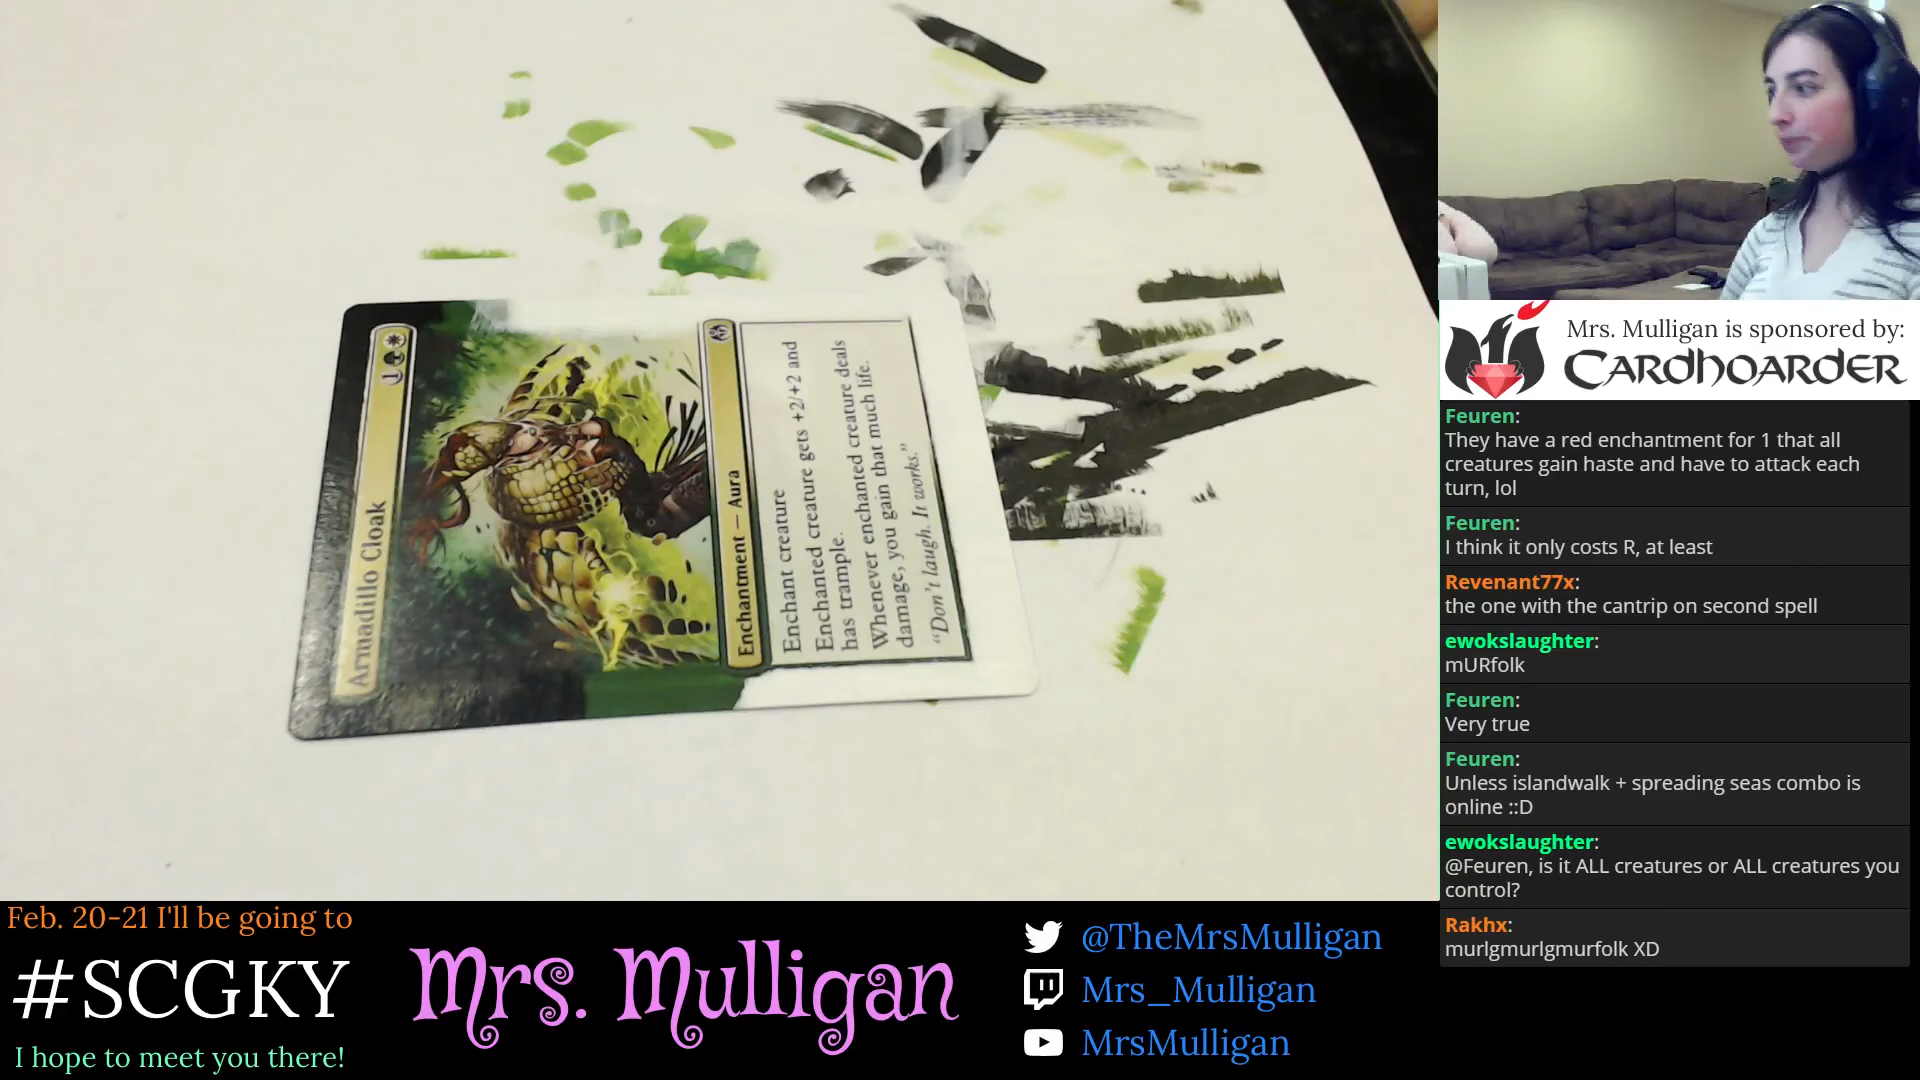 Armadillo Cloak
Enchantment — Aura
Enchant creature
Enchanted creature gets +2/+2 and
has trample.
Whenever enchanted creature deals
damage, you gain that much life.
“Don't laugh. It works.”
Mrs. Mulligan is sponsored by:
CARDHOARDER
Feuren:
They have a red enchantment for 1 that all
creatures gain haste and have to attack each
turn, lol
Feuren:
I think it only costs R, at least
Revenant77x:
the one with the cantrip on second spell
ewokslaughter:
mURfolk
Feuren:
Very true
Feuren:
Unless islandwalk + spreading seas combo is
online ::D
ewokslaughter:
@Feuren, is it ALL creatures or ALL creatures you
control?
Rakhx:
murlgmurlgmurfolk XD
Feb. 20-21 I'll be going to
#SCGKY
I hope to meet you there!
Mrs. Mulligan
@TheMrsMulligan
Mrs_Mulligan
MrsMulligan